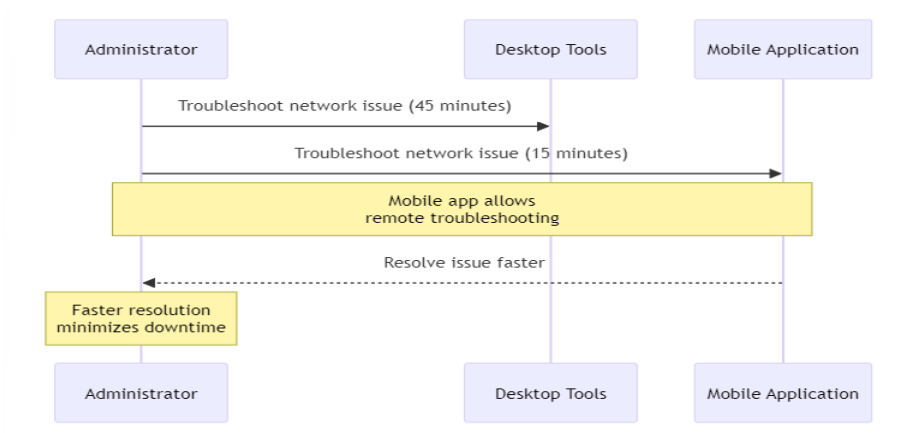 Administrator
Desktop Tools
Mobile Application
Troubleshoot network issue (45 minutes)
Troubleshoot network issue (15 minutes)
Mobile app allows
remote troubleshooting
Resolve issue faster
Faster resolution
minimizes downtime
Administrator
Desktop Tools
Mobile Application